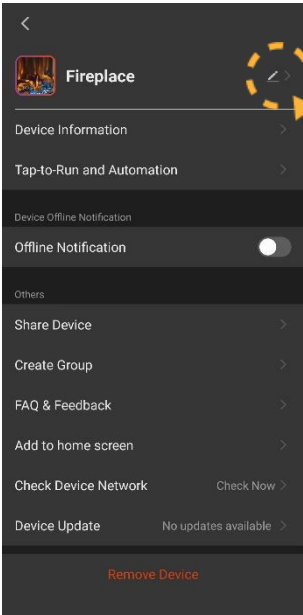 Fireplace
Device Information
Tap-to-Run and Automation
Device Offline Notification
Offline Notification
Others
Share Device
Create Group
FAQ & Feedback
Add to home screen
Check Device Network Check Now
Device Update No updates available
Remove Device